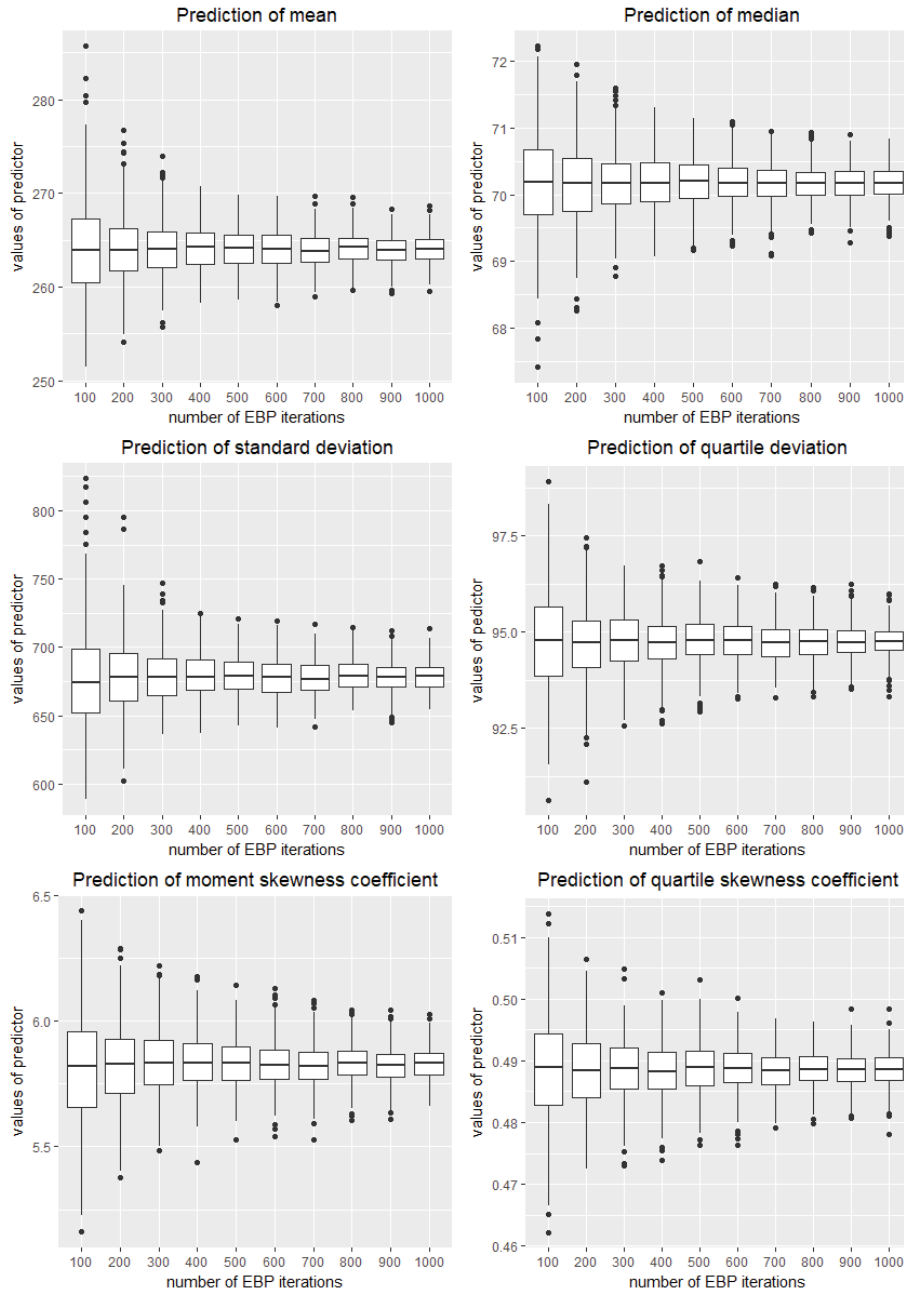 Prediction of mean
values of predictor
280
270
260
250
100 200 300 400 500 600 700 800 900 1000
number of EBP iterations
Prediction of median
values of predictor
72
71
70
69
68
100 200 300 400 500 600 700 800 900 1000
number of EBP iterations
Prediction of standard deviation
values of predictor
800
750
700
650
600
100 200 300 400 500 600 700 800 900 1000
number of EBP iterations
Prediction of quartile deviation
values of pedictor
97.5
95.0
92.5
100 200 300 400 500 600 700 800 900 1000
number of EBP iterations
Prediction of moment skewness coefficient
values of predictor
6.5
6.0
5.5
100 200 300 400 500 600 700 800 900 1000
number of EBP iterations
Prediction of quartile skewness coefficient
values of predictor
0.51
0.50
0.49
0.48
0.47
0.46
100 200 300 400 500 600 700 800 900 1000
number of EBP iterations